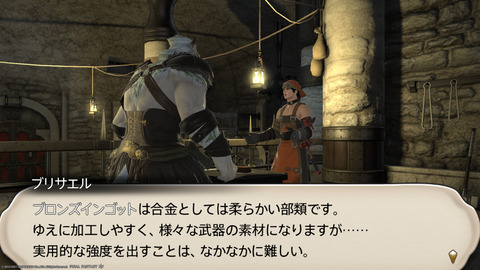 ブリサエル
ブロンズインゴットは合金としては柔らかい部類です。
ゆえに加工しやすく、様々な武器の素材になりますが……
実用的な強度を出すことは、なかなかに難しい。